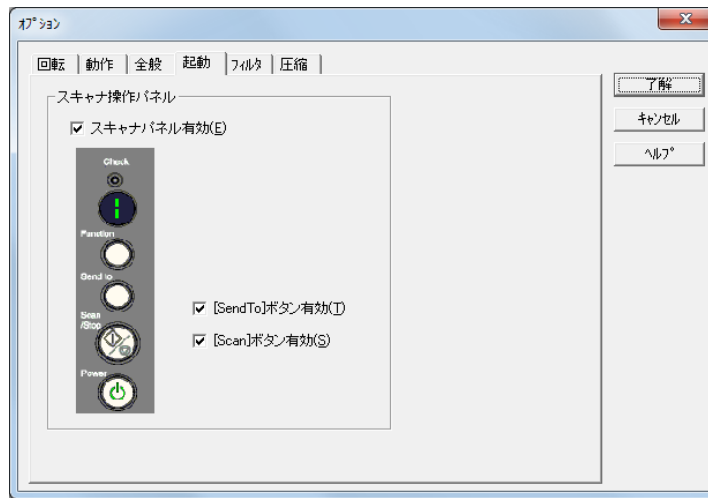 ｵﾌﾟｼｮﾝ
回転 動作 全般 起動 ﾌｨﾙﾀ 圧縮
了解
キャンセル
ヘルプ
スキャナ操作パネル
スキャナパネル有効(E)
Check
Function
Send to
Scan
/Stop
Power
[SendTo]ボタン有効(T)
[Scan]ボタン有効(S)